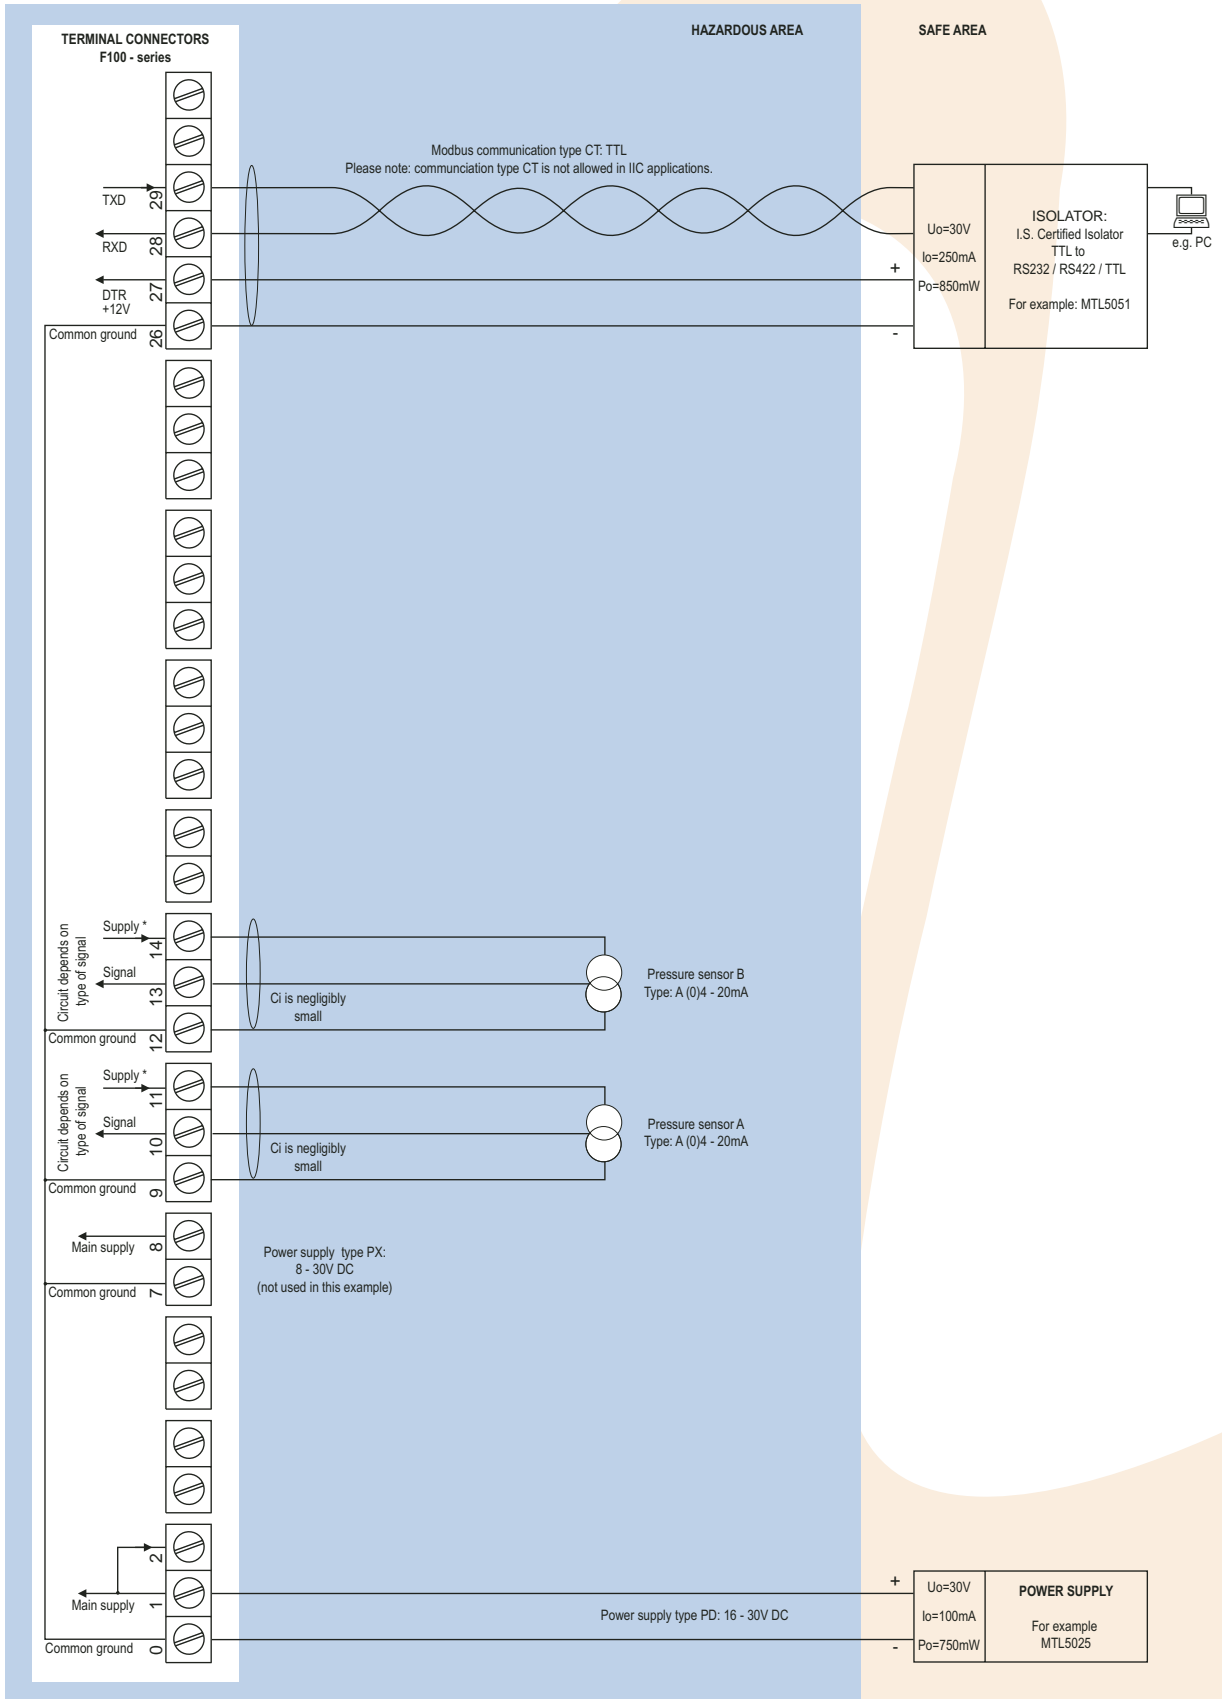 HAZARDOUS AREA
SAFE AREA
TERMINAL CONNECTORS
F100 - series
Modbus communication type CT: TTL
Please note: communciation type CT is not allowed in IIC applications.
TXD
29
RXD
28
DTR
+12V
27
Common ground
26
+
-
Uo=30V
Io=250mA
Po=850mW
ISOLATOR:
I.S. Certified Isolator
TTL to
RS232 / RS422 / TTL
For example: MTL5051
e.g. PC
Circuit depends on
type of signal
Supply *
14
Signal
13
Common ground
12
Ci is negligibly
small
Pressure sensor B
Type: A (0)4 - 20mA
Circuit depends on
type of signal
Supply *
11
Signal
10
Common ground
9
Ci is negligibly
small
Pressure sensor A
Type: A (0)4 - 20mA
Main supply
8
Common ground
7
Power supply type PX:
8 - 30V DC
(not used in this example)
2
Main supply
1
Common ground
0
Power supply type PD: 16 - 30V DC
+
-
Uo=30V
Io=100mA
Po=750mW
POWER SUPPLY
For example
MTL5025